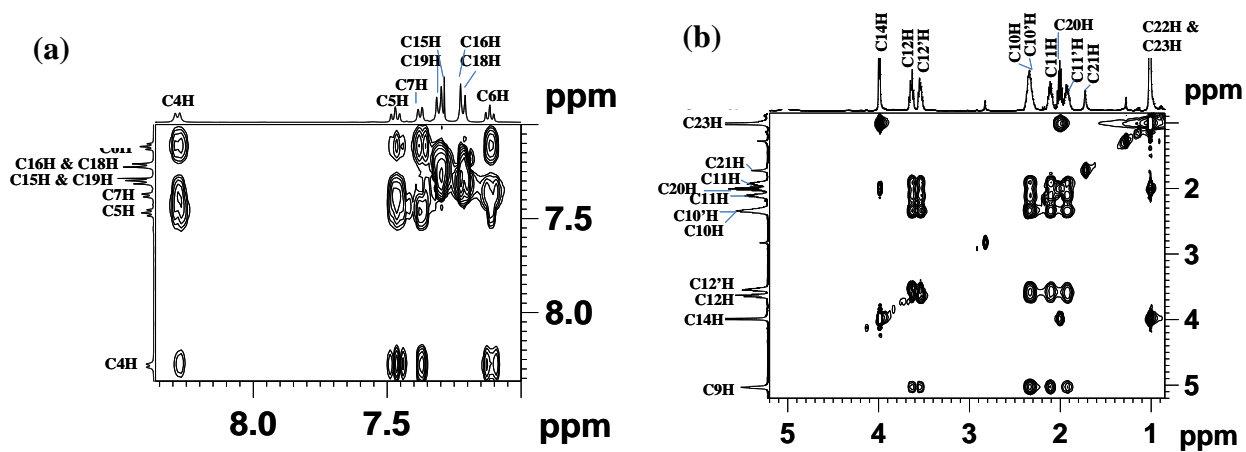 (a)
C15H
C19H
C16H
C18H
C7H
C4H
C5H
C6H
ppm
C16H & C18H
C15H & C19H
C7H
C5H
7.5
8.0
C4H
8.0
7.5
ppm
(b)
C14H
C12H
C12'H
C10H
C10'H
C20H
C11H
C11'H
C21H
C22H &
C23H
ppm
C23H
C21H
C11H
C20H
C11H
C10'H
C10H
C12'H
C12H
C14H
C9H
2
3
4
5
5
4
3
2
1
ppm